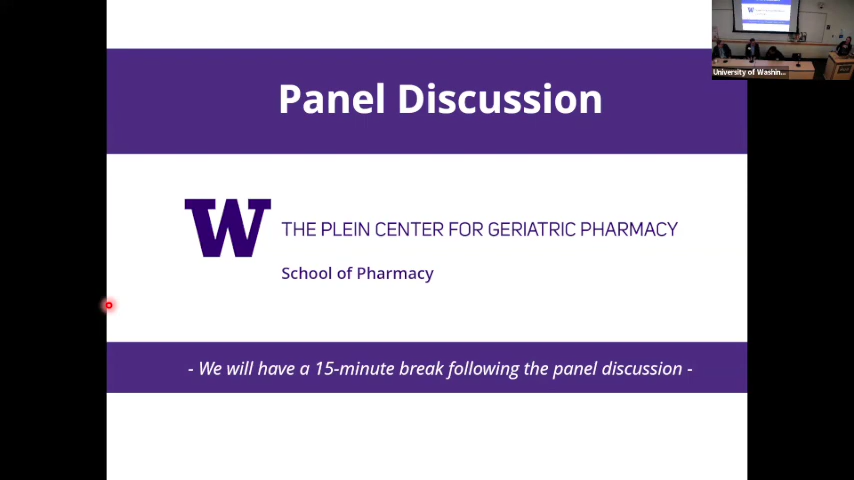 Panel Discussion
W
THE PLEIN CENTER FOR GERIATRIC PHARMACY
School of Pharmacy
- We will have a 15-minute break following the panel discussion -
University of Washin...